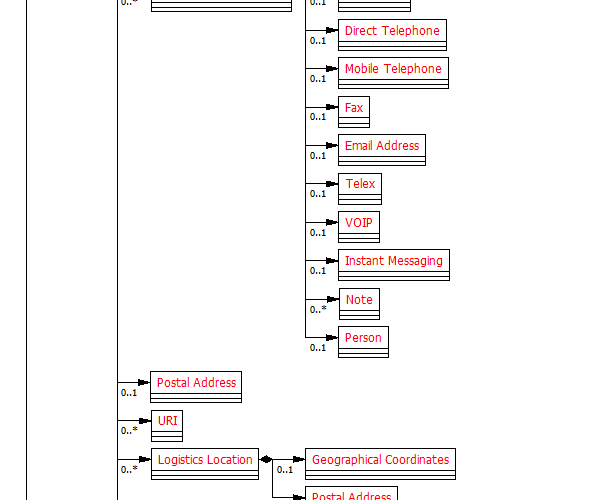 0..*
0..1
Direct Telephone
0..1
Mobile Telephone
0..1
Fax
0..1
Email Address
0..1
Telex
0..1
VOIP
0..1
Instant Messaging
0..1
Note
0..*
Person
0..1
Postal Address
0..1
URI
0..*
Logistics Location
0..*
Geographical Coordinates
0..1
Postal Address